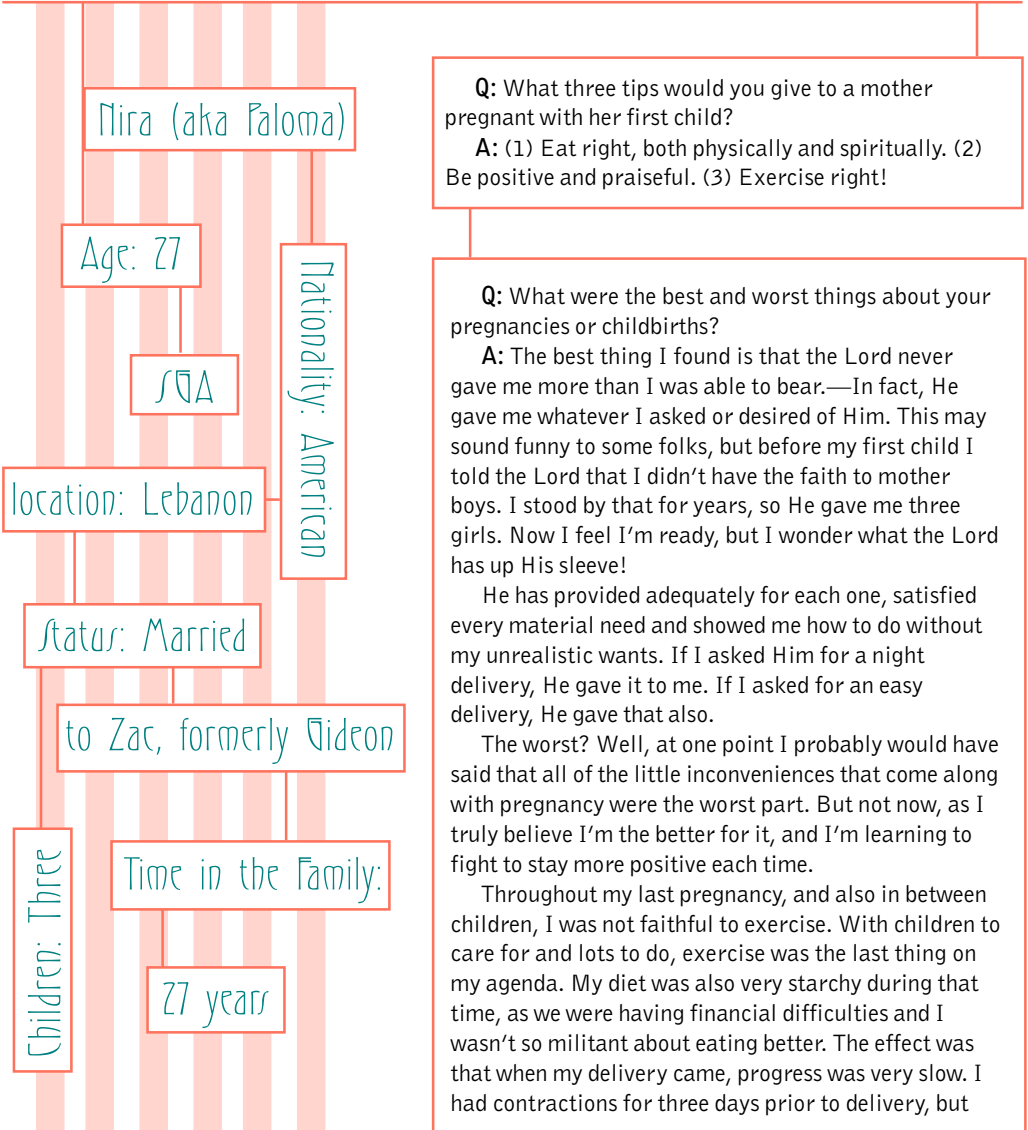 Nira (aka Paloma)
Age: 27
SGA
Nationality: American
location: Lebanon
Status: Married
to Zac, formerly Gideon
Children: Three
Time in the Family:
27 years
Q: What three tips would you give to a mother
pregnant with her first child?
A: (1) Eat right, both physically and spiritually. (2)
Be positive and praiseful. (3) Exercise right!
Q: What were the best and worst things about your
pregnancies or childbirths?
A: The best thing I found is that the Lord never
gave me more than I was able to bear.—In fact, He
gave me whatever I asked or desired of Him. This may
sound funny to some folks, but before my first child I
told the Lord that I didn't have the faith to mother
boys. I stood by that for years, so He gave me three
girls. Now I feel I'm ready, but I wonder what the Lord
has up His sleeve!
He has provided adequately for each one, satisfied
every material need and showed me how to do without
my unrealistic wants. If I asked Him for a night
delivery, He gave it to me. If I asked for an easy
delivery, He gave that also.
The worst? Well, at one point I probably would have
said that all of the little inconveniences that come along
with pregnancy were the worst part. But not now, as I
truly believe I'm the better for it, and I'm learning to
fight to stay more positive each time.
Throughout my last pregnancy, and also in between
children, I was not faithful to exercise. With children to
care for and lots to do, exercise was the last thing on
my agenda. My diet was also very starchy during that
time, as we were having financial difficulties and I
wasn't so militant about eating better. The effect was
that when my delivery came, progress was very slow. I
had contractions for three days prior to delivery, but